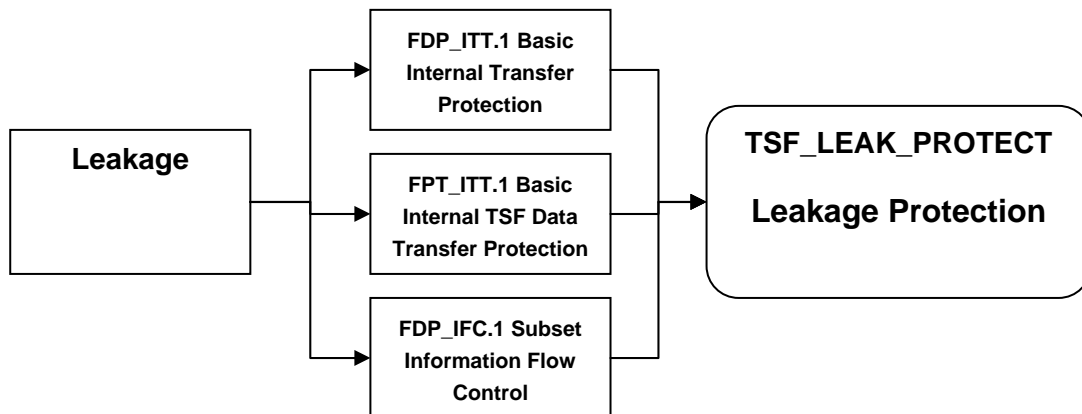 Leakage
FDP_ITT.1 Basic
Internal Transfer
Protection
FPT_ITT.1 Basic
Internal TSF Data
Transfer Protection
FDP_IFC.1 Subset
Information Flow
Control
TSF_LEAK_PROTECT
Leakage Protection